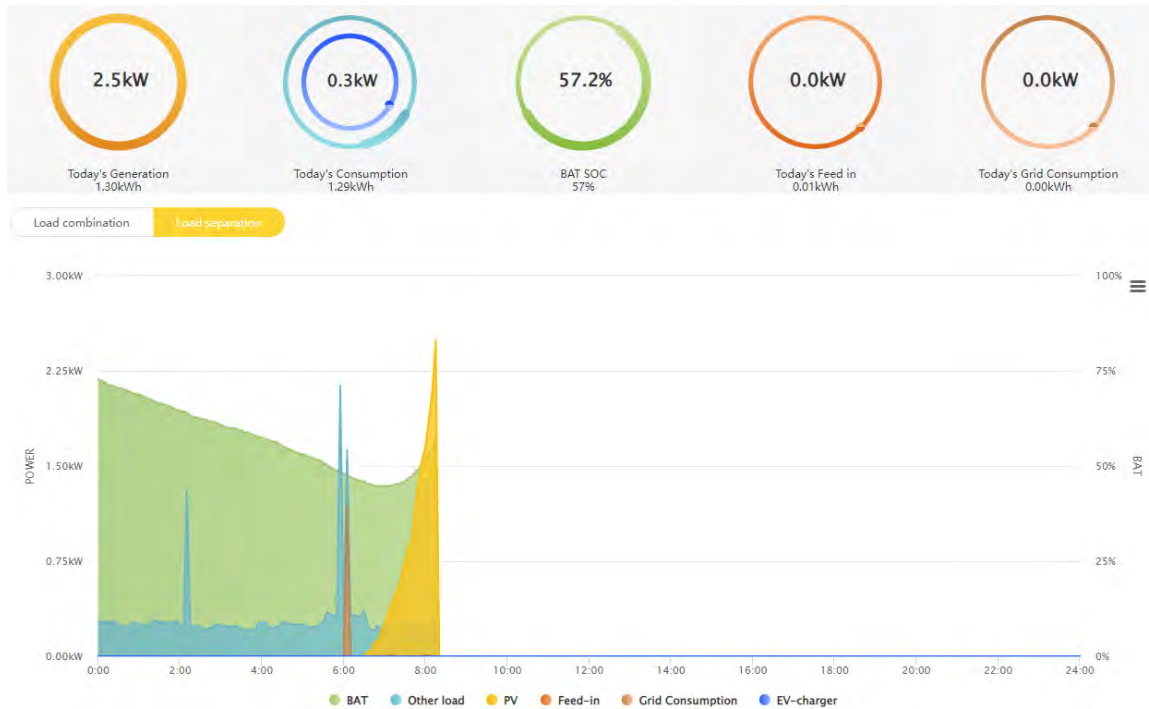 2.5kW 0.3kW 57.2% 0.0kW 0.0kW
Today's Generation Today's Consumption BAT SOC Today's Feed in Today's Grid Consumption
1.30kWh 1.29kWh 57% 0.01kWh 0.00kWh
Load combination Load separation
3.00kW 100%
2.25kW 75%
POWER
1.50kW 50%
BAT
0.75kW 25%
0.00kW 0%
0:00 2:00 4:00 6:00 8:00 10:00 12:00 14:00 16:00 18:00 20:00 22:00 24:00
BAT Other load PV Feed-in Grid Consumption EV-charger